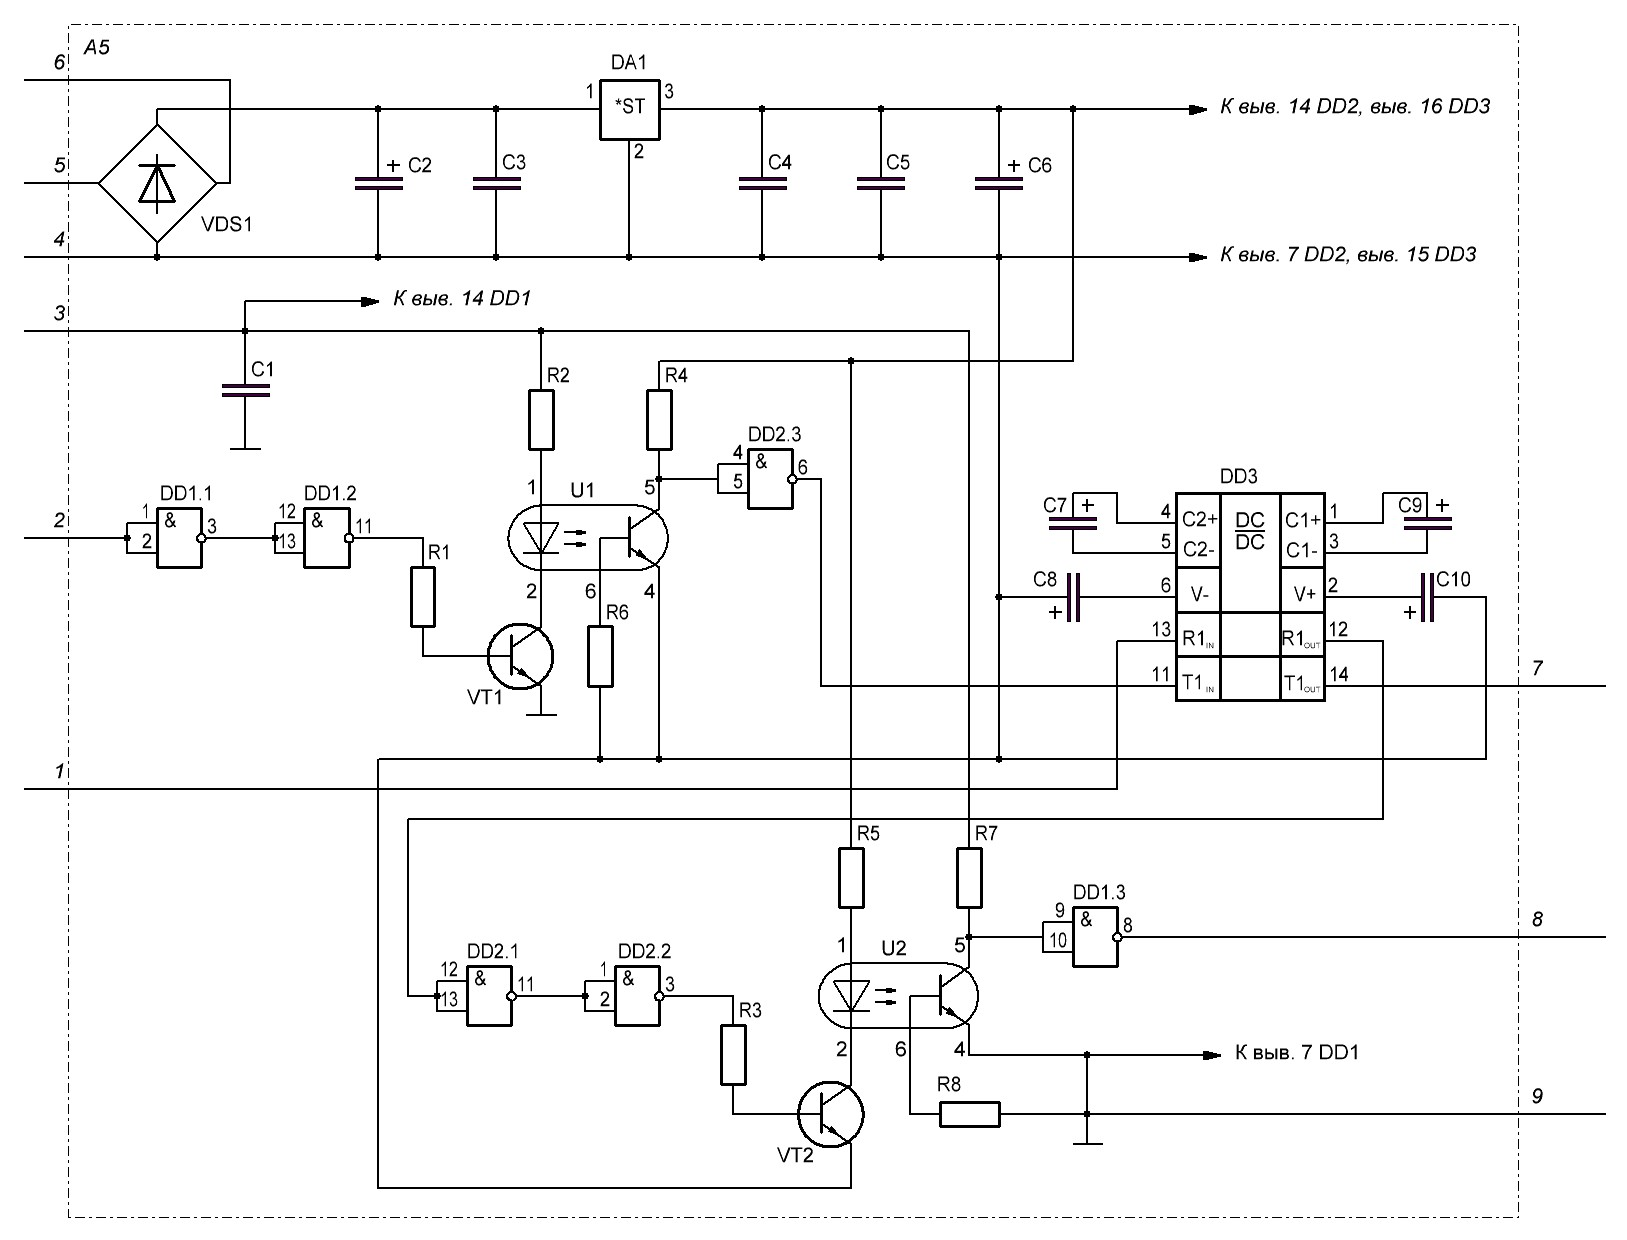 A5
6
DA1
1
*ST
3
К выв. 14 DD2, выв. 16 DD3
2
5
+ C2
C3
C4
C5
+ C6
VDS1
4
К выв. 7 DD2, выв. 15 DD3
К выв. 14 DD1
3
C1
R2
R4
DD2.3
4
5
&
6
DD3
1
U1
5
DD1.1
DD1.2
2
1
2
&
3
12
13
&
11
R1
2
6
4
R6
VT1
C7 +
4
5
C2+
C2-
DC
DC
C1+
C1-
1
3
C9 +
C8
+
6
V-
V+
2
C10
+
13
R1IN
R1OUT
12
11
T1IN
T1OUT
14
7
1
R5
R7
DD1.3
9
10
&
8
8
1
U2
5
DD2.1
DD2.2
12
13
&
11
1
2
&
3
R3
2
6
4
К выв. 7 DD1
R8
9
VT2